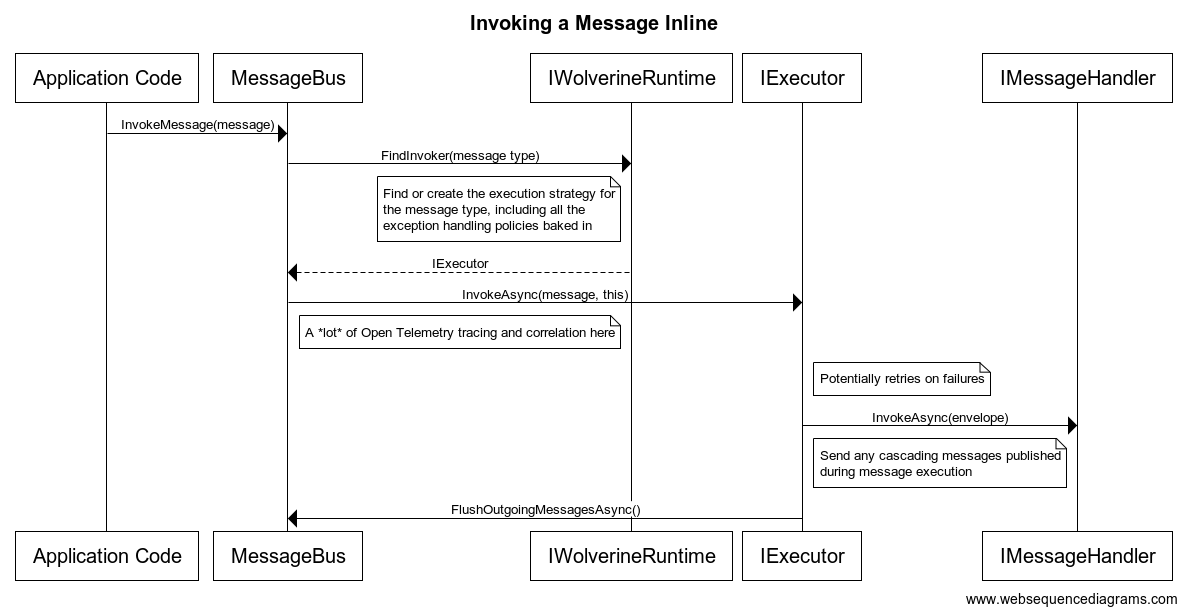 Invoking a Message Inline
Application Code
MessageBus
IWolverineRuntime
IExecutor
IMessageHandler
InvokeMessage(message)
FindInvoker(message type)
Find or create the execution strategy for
the message type, including all the
exception handling policies baked in
IExecutor
InvokeAsync(message, this)
A *lot* of Open Telemetry tracing and correlation here
Potentially retries on failures
InvokeAsync(envelope)
Send any cascading messages published
during message execution
FlushOutgoingMessagesAsync()
Application Code
MessageBus
IWolverineRuntime
IExecutor
IMessageHandler
www.websequencediagrams.com